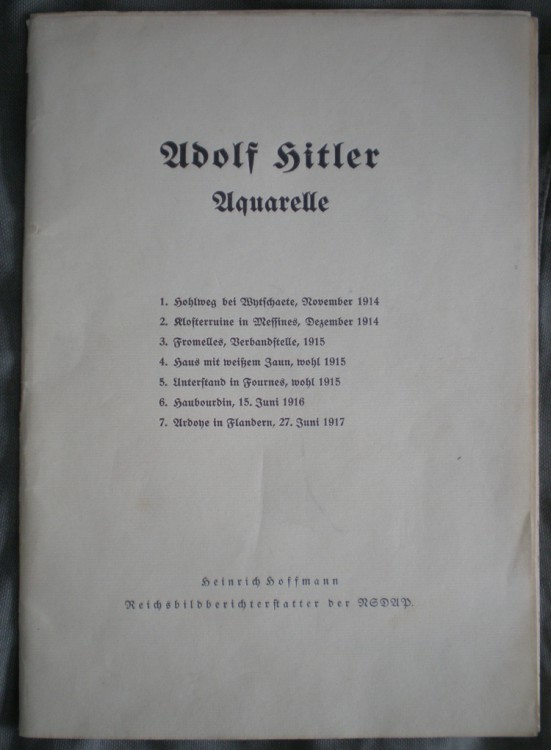 Adolf Hitler
Aquarelle
1. Hohlweg bei Wytschaete, November 1914
2. Klosterruine in Messines, Dezember 1914
3. Fromelles, Verbandstelle, 1915
4. Haus mit weißem Zaun, wohl 1915
5. Unterstand in Fournes, wohl 1915
6. Haubourdin, 15. Juni 1916
7. Ardoye in Flandern, 27. Juni 1917
Heinrich Hoffmann
Reichsbildberichterstatter der NSDAP.